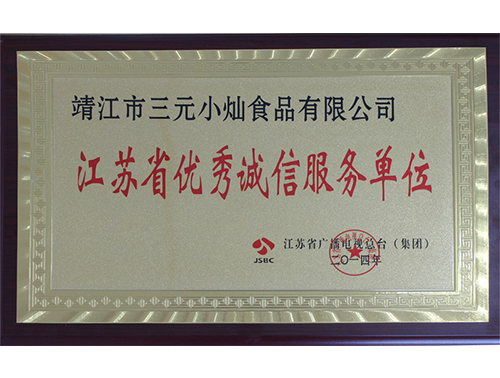 靖江市三元小灿食品有限公司
江苏省优秀诚信服务单位
JSBC
江苏省广播电视总台（集团）
二〇一四年